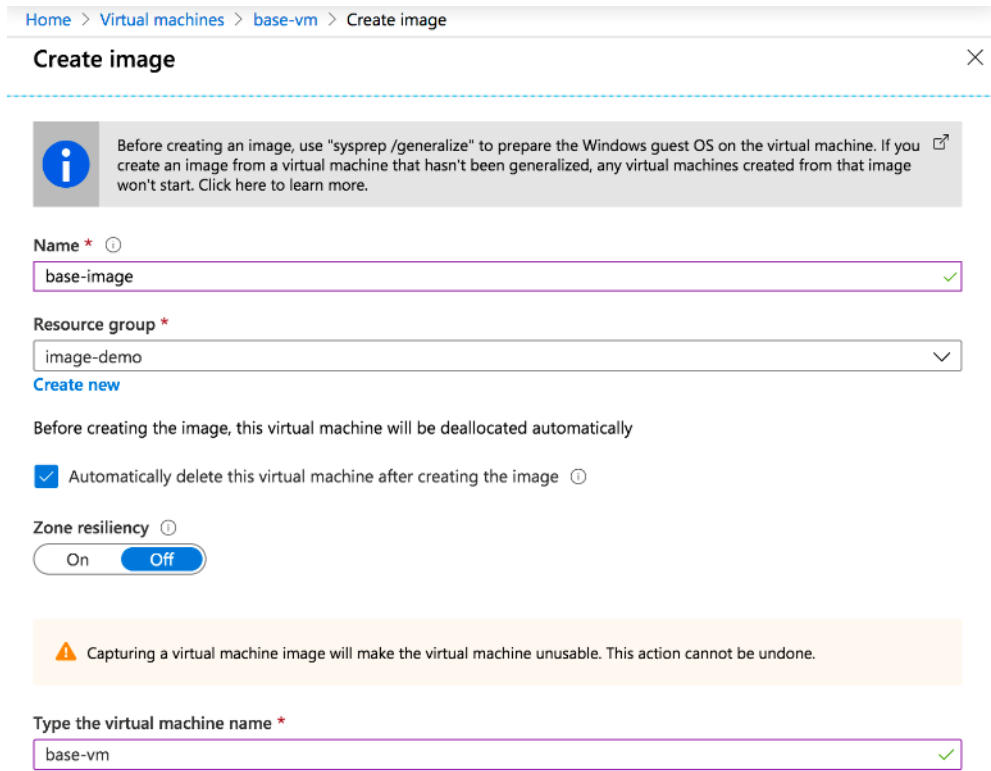 Home > Virtual machines > base-vm > Create image
Create image
Before creating an image, use "sysprep /generalize" to prepare the Windows guest OS on the virtual machine. If you
create an image from a virtual machine that hasn't been generalized, any virtual machines created from that image
won't start. Click here to learn more.
Name *
base-image
Resource group *
image-demo
Create new
Before creating the image, this virtual machine will be deallocated automatically
Automatically delete this virtual machine after creating the image
Zone resiliency
On Off
Capturing a virtual machine image will make the virtual machine unusable. This action cannot be undone.
Type the virtual machine name *
base-vm